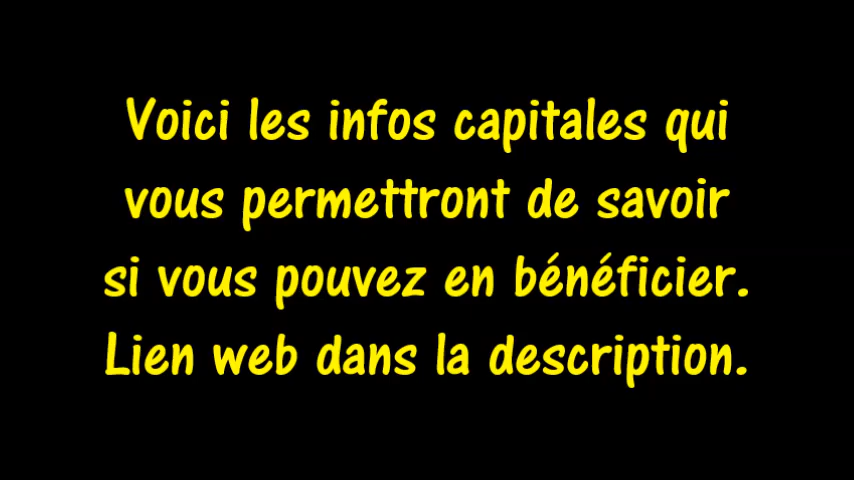 Voici les infos capitales qui
vous permettront de savoir
si vous pouvez en bénéficier.
Lien web dans la description.